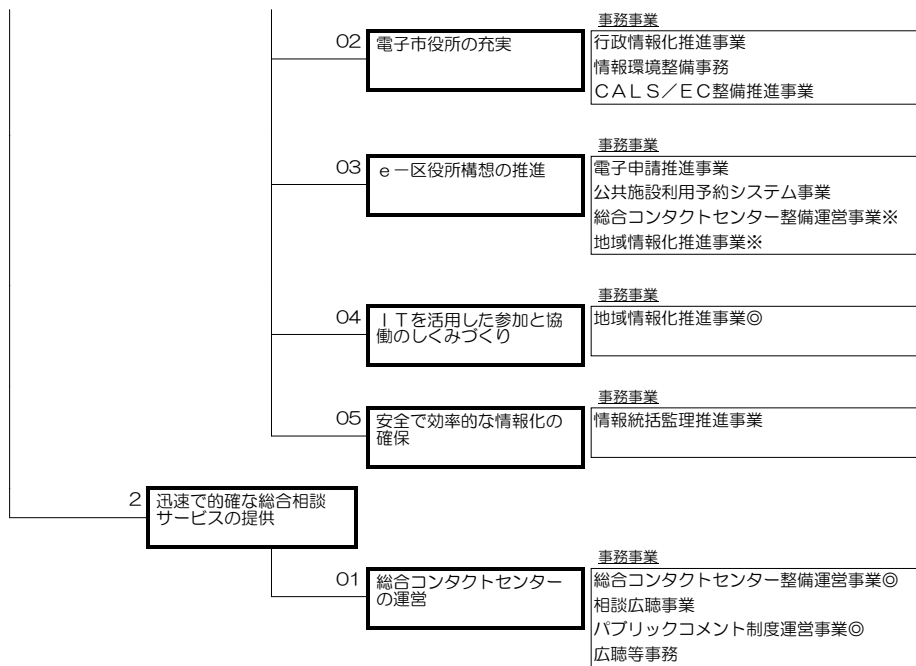 事務事業
02
電子市役所の充実
行政情報化推進事業
情報環境整備事務
CALS/EC整備推進事業
事務事業
03
e-区役所構想の推進
電子申請推進事業
公共施設利用予約システム事業
総合コンタクトセンター整備運営事業※
地域情報化推進事業※
事務事業
04
ITを活用した参加と協
働のしくみづくり
地域情報化推進事業◎
事務事業
05
安全で効率的な情報化の
確保
情報統括監理推進事業
2
迅速で的確な総合相談
サービスの提供
事務事業
01
総合コンタクトセンター
の運営
総合コンタクトセンター整備運営事業◎
相談広聴事業
パブリックコメント制度運営事業◎
広聴等事務